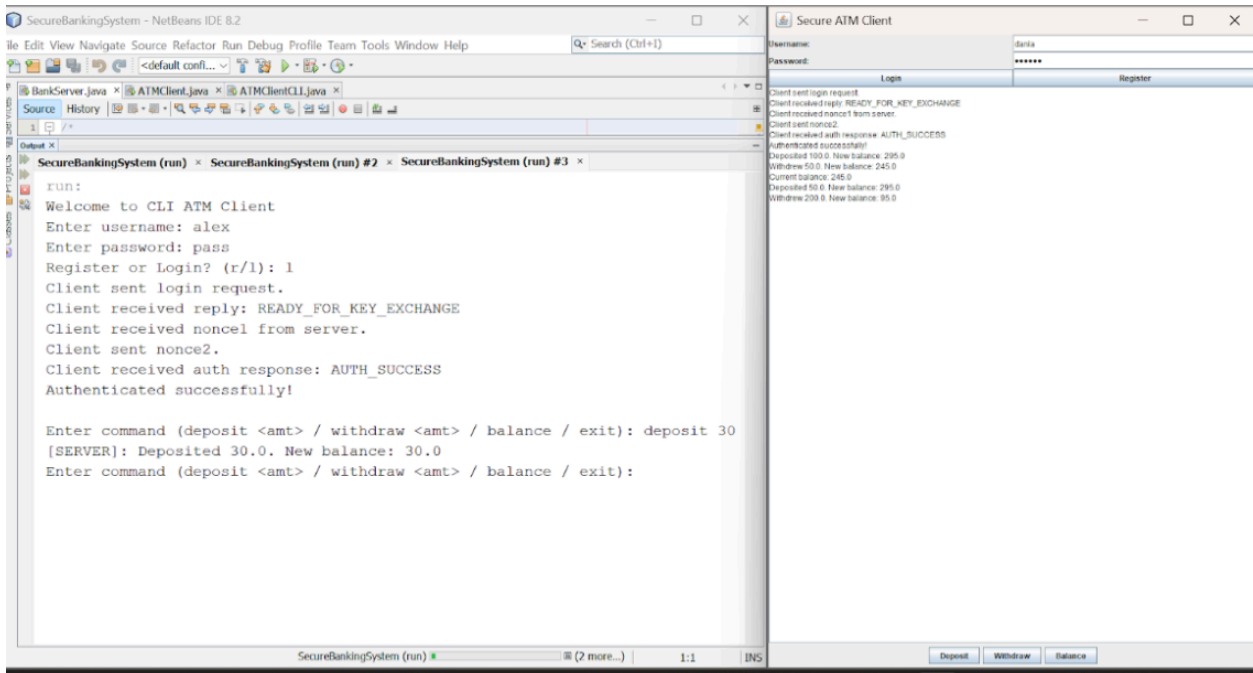 SecureBankingSystem - NetBeans IDE 8.2
File Edit View Navigate Source Refactor Run Debug Profile Team Tools Window Help
Search (Ctrl+I)
<default confi...
BankServer.java × ATMClient.java × ATMClientCLI.java ×
Source History
1 /*
Output ×
SecureBankingSystem (run) × SecureBankingSystem (run) #2 × SecureBankingSystem (run) #3 ×
run:
Welcome to CLI ATM Client
Enter username: alex
Enter password: pass
Register or Login? (r/l): l
Client sent login request.
Client received reply: READY_FOR_KEY_EXCHANGE
Client received nonce1 from server.
Client sent nonce2.
Client received auth response: AUTH_SUCCESS
Authenticated successfully!
Enter command (deposit <amt> / withdraw <amt> / balance / exit): deposit 30
[SERVER]: Deposited 30.0. New balance: 30.0
Enter command (deposit <amt> / withdraw <amt> / balance / exit):
SecureBankingSystem (run) (2 more...) 1:1 INS
Services
Projects
Classes
Secure ATM Client
Username: dania
Password: ••••••
Login Register
Client sent login request.
Client received reply: READY_FOR_KEY_EXCHANGE
Client received nonce1 from server.
Client sent nonce2.
Client received auth response: AUTH_SUCCESS
Authenticated successfully!
Deposited 100.0. New balance: 295.0
Withdrew 50.0. New balance: 245.0
Current balance: 245.0
Deposited 50.0. New balance: 295.0
Withdrew 200.0. New balance: 95.0
Deposit Withdraw Balance